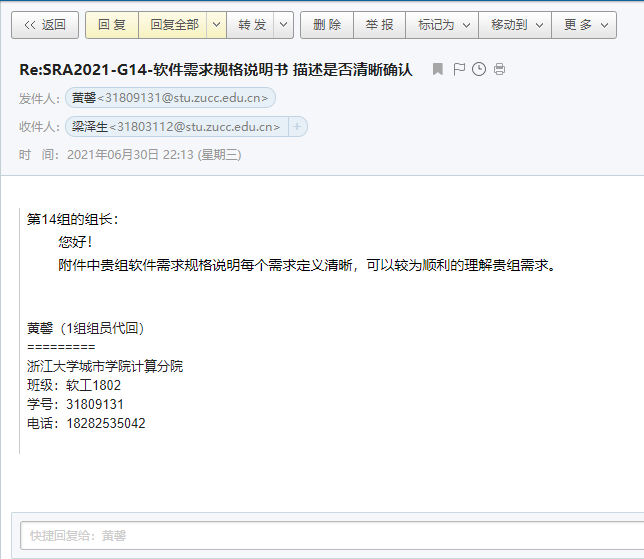 << 返回 回 复 回复全部 转 发 删 除 举 报 标记为 移动到 更 多
Re:SRA2021-G14-软件需求规格说明书 描述是否清晰确认
发件人： 黄馨<31809131@stu.zucc.edu.cn>
收件人： 梁泽生<31803112@stu.zucc.edu.cn> +
时 间： 2021年06月30日 22:13 (星期三)
第14组的组长：
您好！
附件中贵组软件需求规格说明每个需求定义清晰，可以较为顺利的理解贵组需求。
黄馨（1组组员代回）
=========
浙江大学城市学院计算分院
班级：软工1802
学号：31809131
电话：18282535042
快捷回复给：黄馨